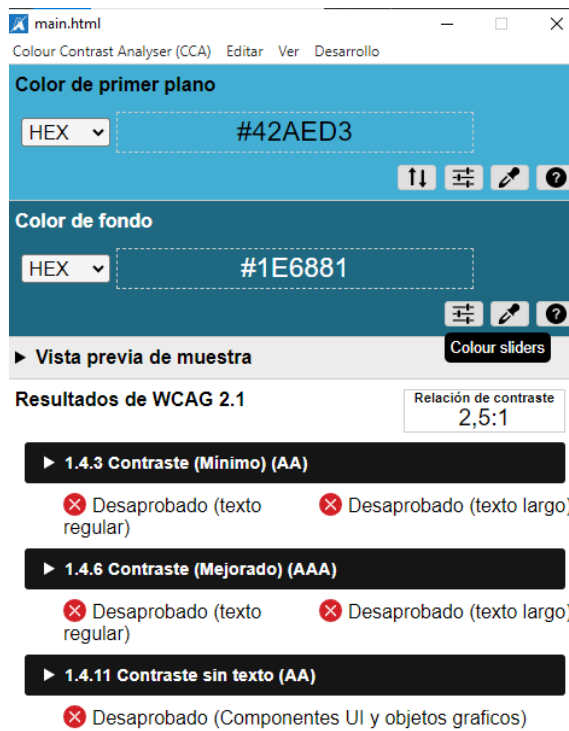 main.html
Colour Contrast Analyser (CCA) Editar Ver Desarrollo
Color de primer plano
HEX #42AED3
Color de fondo
HEX #1E6881
Colour sliders
Vista previa de muestra
Resultados de WCAG 2.1
Relación de contraste
2,5:1
1.4.3 Contraste (Mínimo) (AA)
Desaprobado (texto regular)
Desaprobado (texto largo)
1.4.6 Contraste (Mejorado) (AAA)
Desaprobado (texto regular)
Desaprobado (texto largo)
1.4.11 Contraste sin texto (AA)
Desaprobado (Componentes UI y objetos graficos)